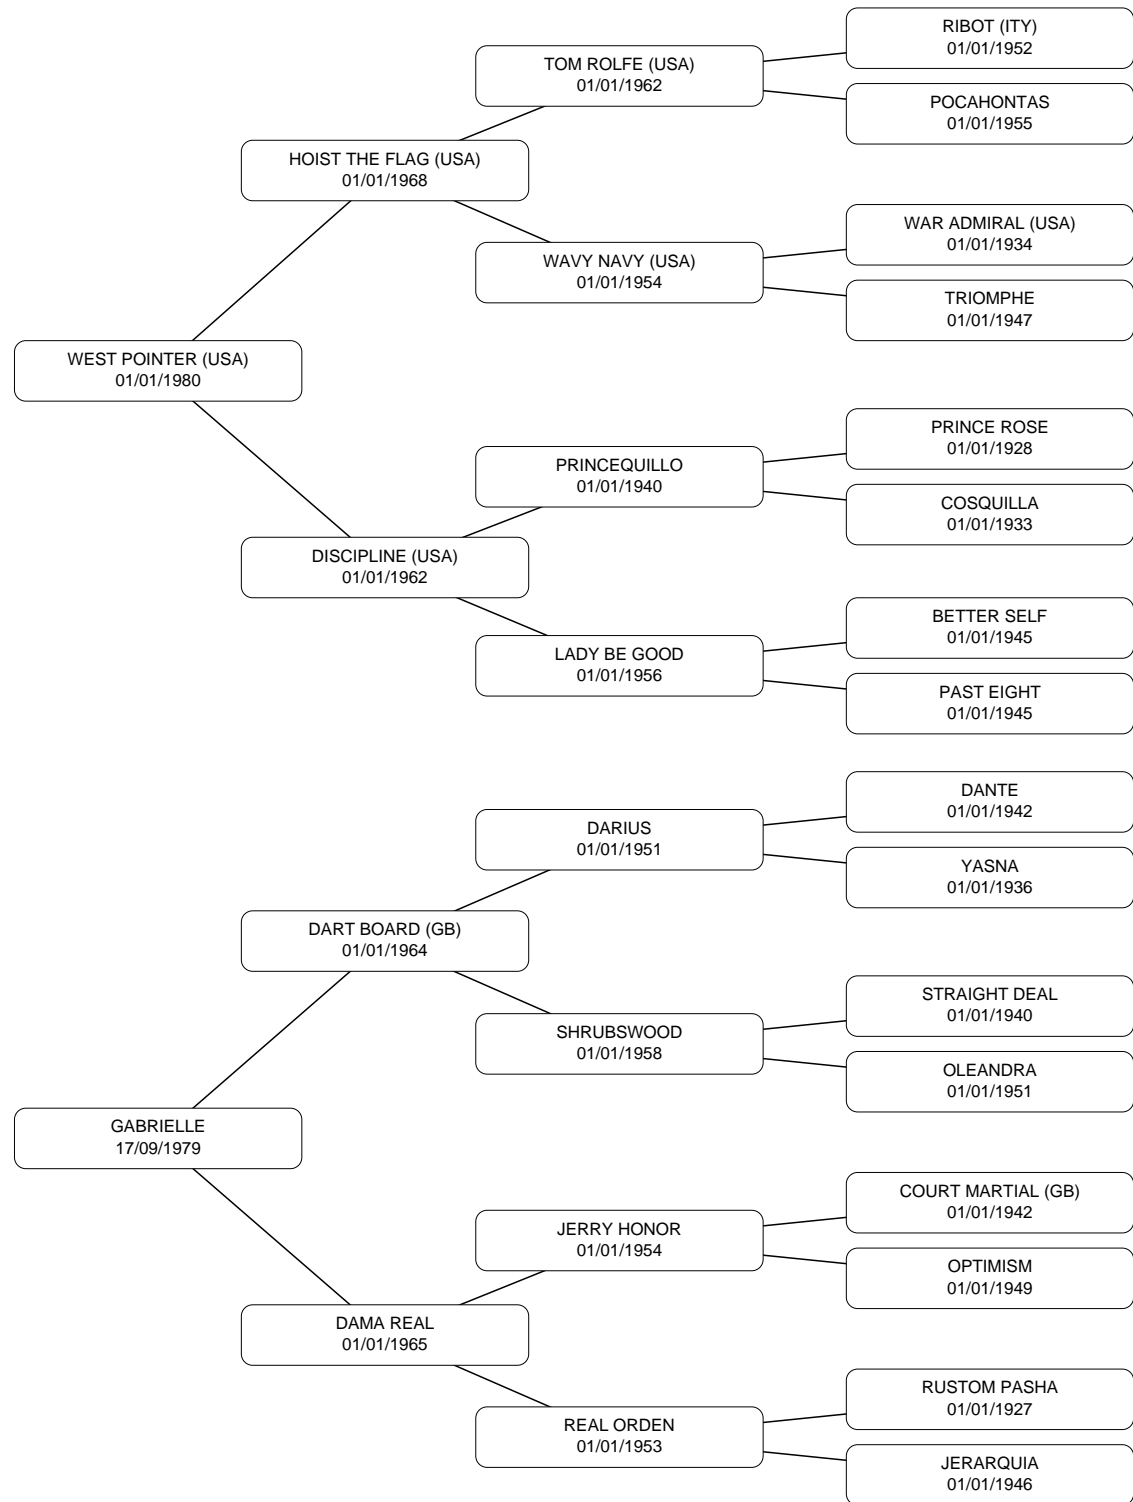 RIBOT (ITY)
01/01/1952
TOM ROLFE (USA)
01/01/1962
POCAHONTAS
01/01/1955
HOIST THE FLAG (USA)
01/01/1968
WAR ADMIRAL (USA)
01/01/1934
WAVY NAVY (USA)
01/01/1954
TRIOMPHE
01/01/1947
WEST POINTER (USA)
01/01/1980
PRINCE ROSE
01/01/1928
PRINCEQUILLO
01/01/1940
COSQUILLA
01/01/1933
DISCIPLINE (USA)
01/01/1962
BETTER SELF
01/01/1945
LADY BE GOOD
01/01/1956
PAST EIGHT
01/01/1945
DANTE
01/01/1942
DARIUS
01/01/1951
YASNA
01/01/1936
DART BOARD (GB)
01/01/1964
STRAIGHT DEAL
01/01/1940
SHRUBSWOOD
01/01/1958
OLEANDRA
01/01/1951
GABRIELLE
17/09/1979
COURT MARTIAL (GB)
01/01/1942
JERRY HONOR
01/01/1954
OPTIMISM
01/01/1949
DAMA REAL
01/01/1965
RUSTOM PASHA
01/01/1927
REAL ORDEN
01/01/1953
JERARQUIA
01/01/1946